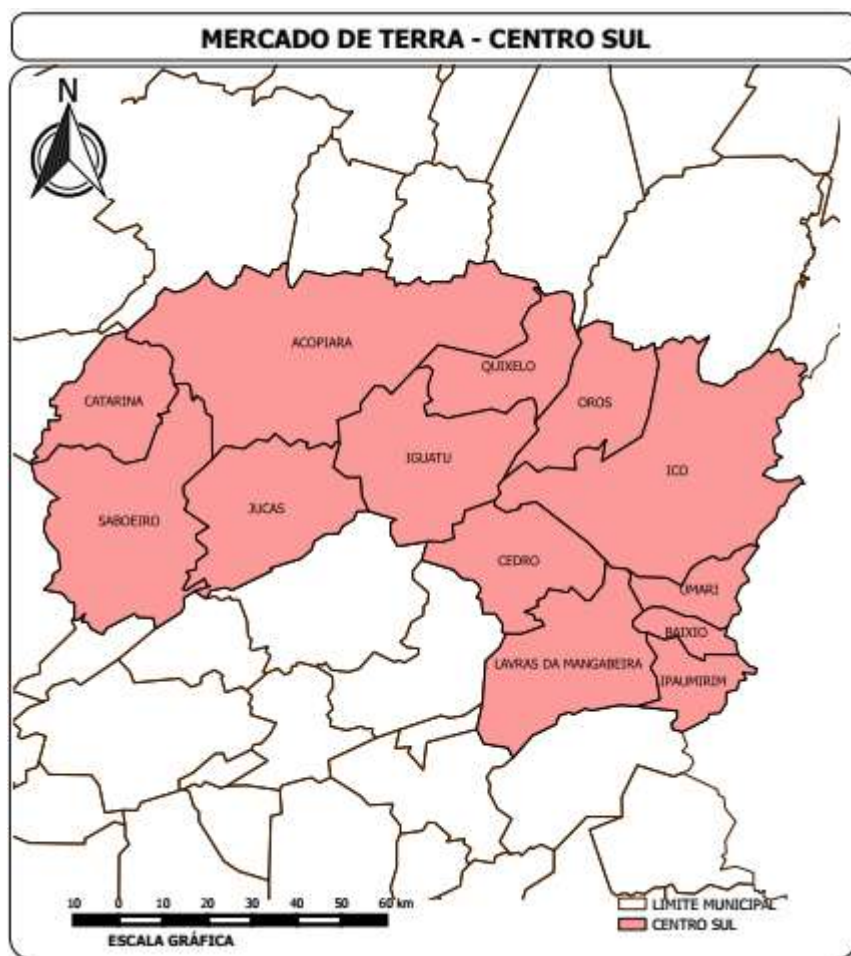 MERCADO DE TERRA - CENTRO SUL
N
ACOPIARA
QUIXELO
CATARINA
OROS
IGUATU
ICO
JUCAS
SABOEIRO
CEDRO
UMARI
BAIXIO
LAVRAS DA MANGABEIRA
IPAUMIRIM
10 0 10 20 30 40 50 60 km
ESCALA GRÁFICA
LIMITE MUNICIPAL
CENTRO SUL